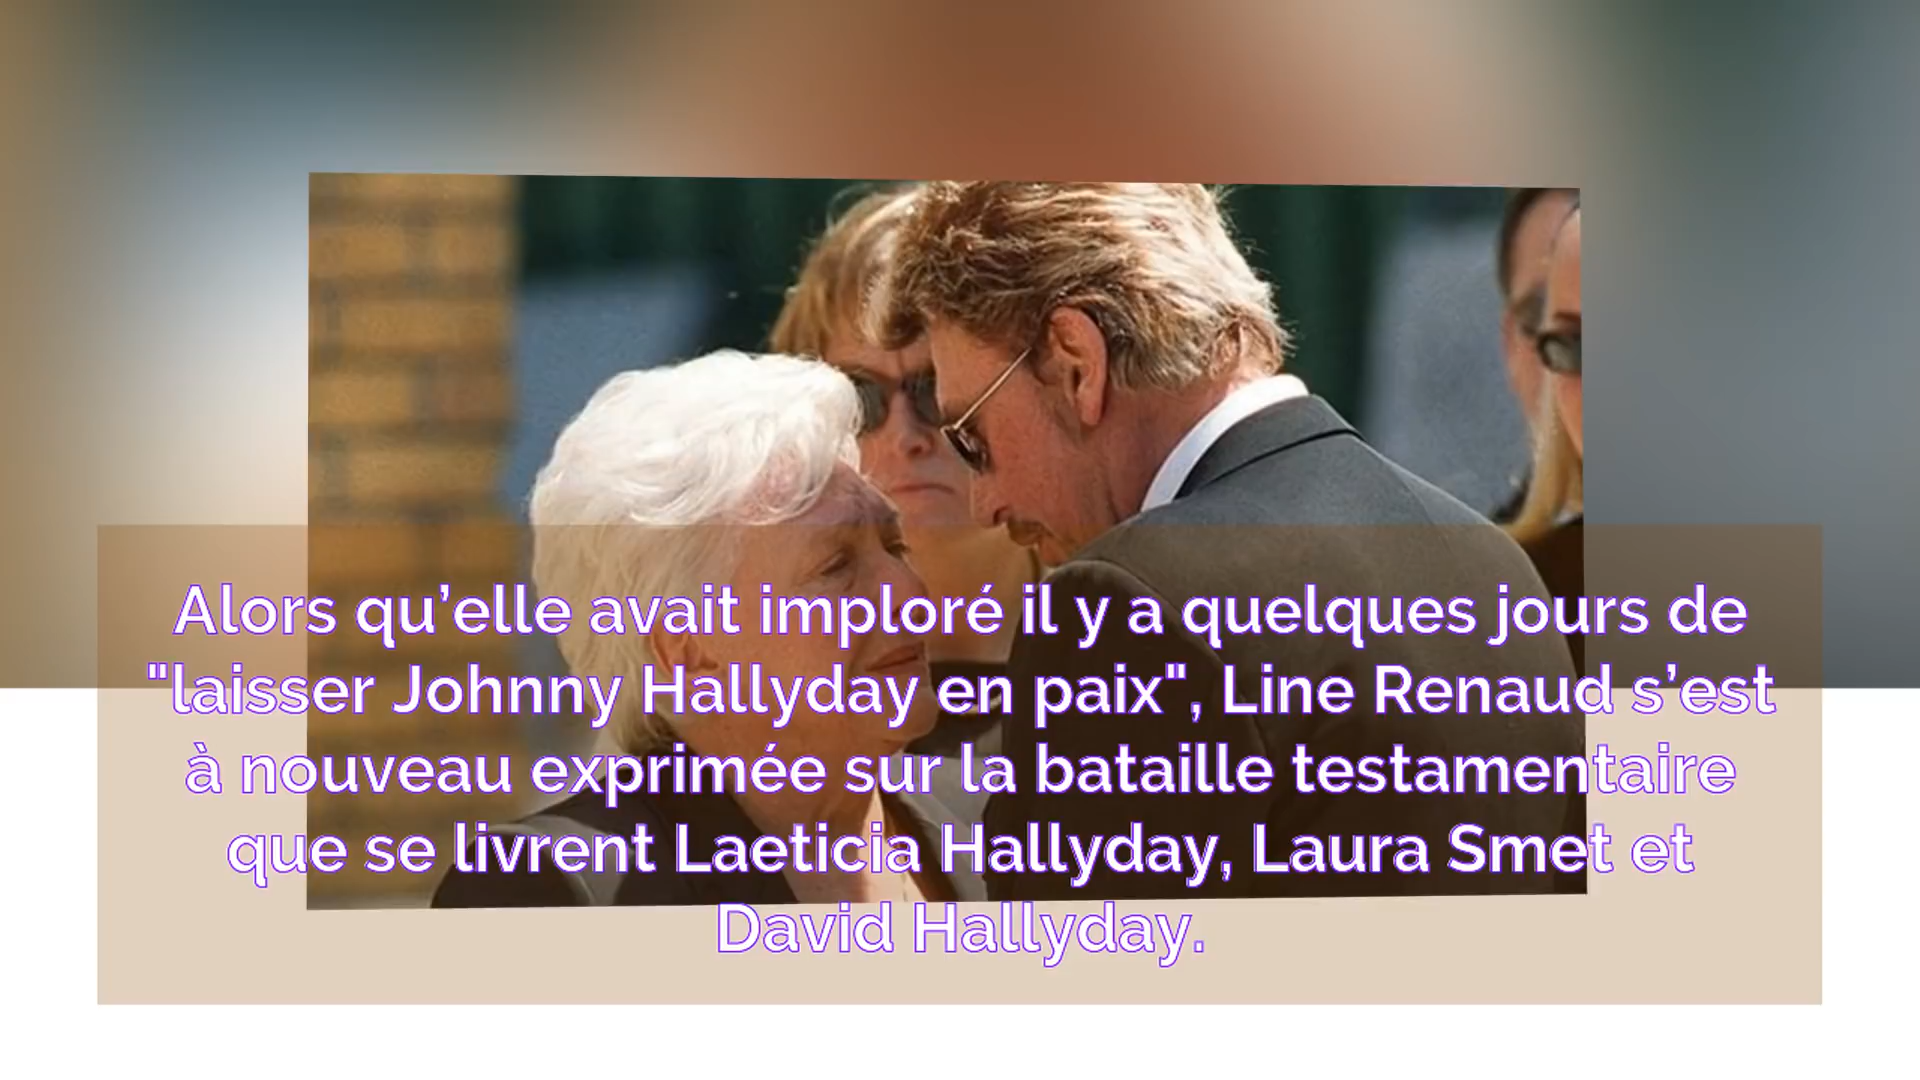 Alors qu’elle avait imploré il y a quelques jours de
"laisser Johnny Hallyday en paix", Line Renaud s’est
à nouveau exprimée sur la bataille testamentaire
que se livrent Laeticia Hallyday, Laura Smet et
David Hallyday.